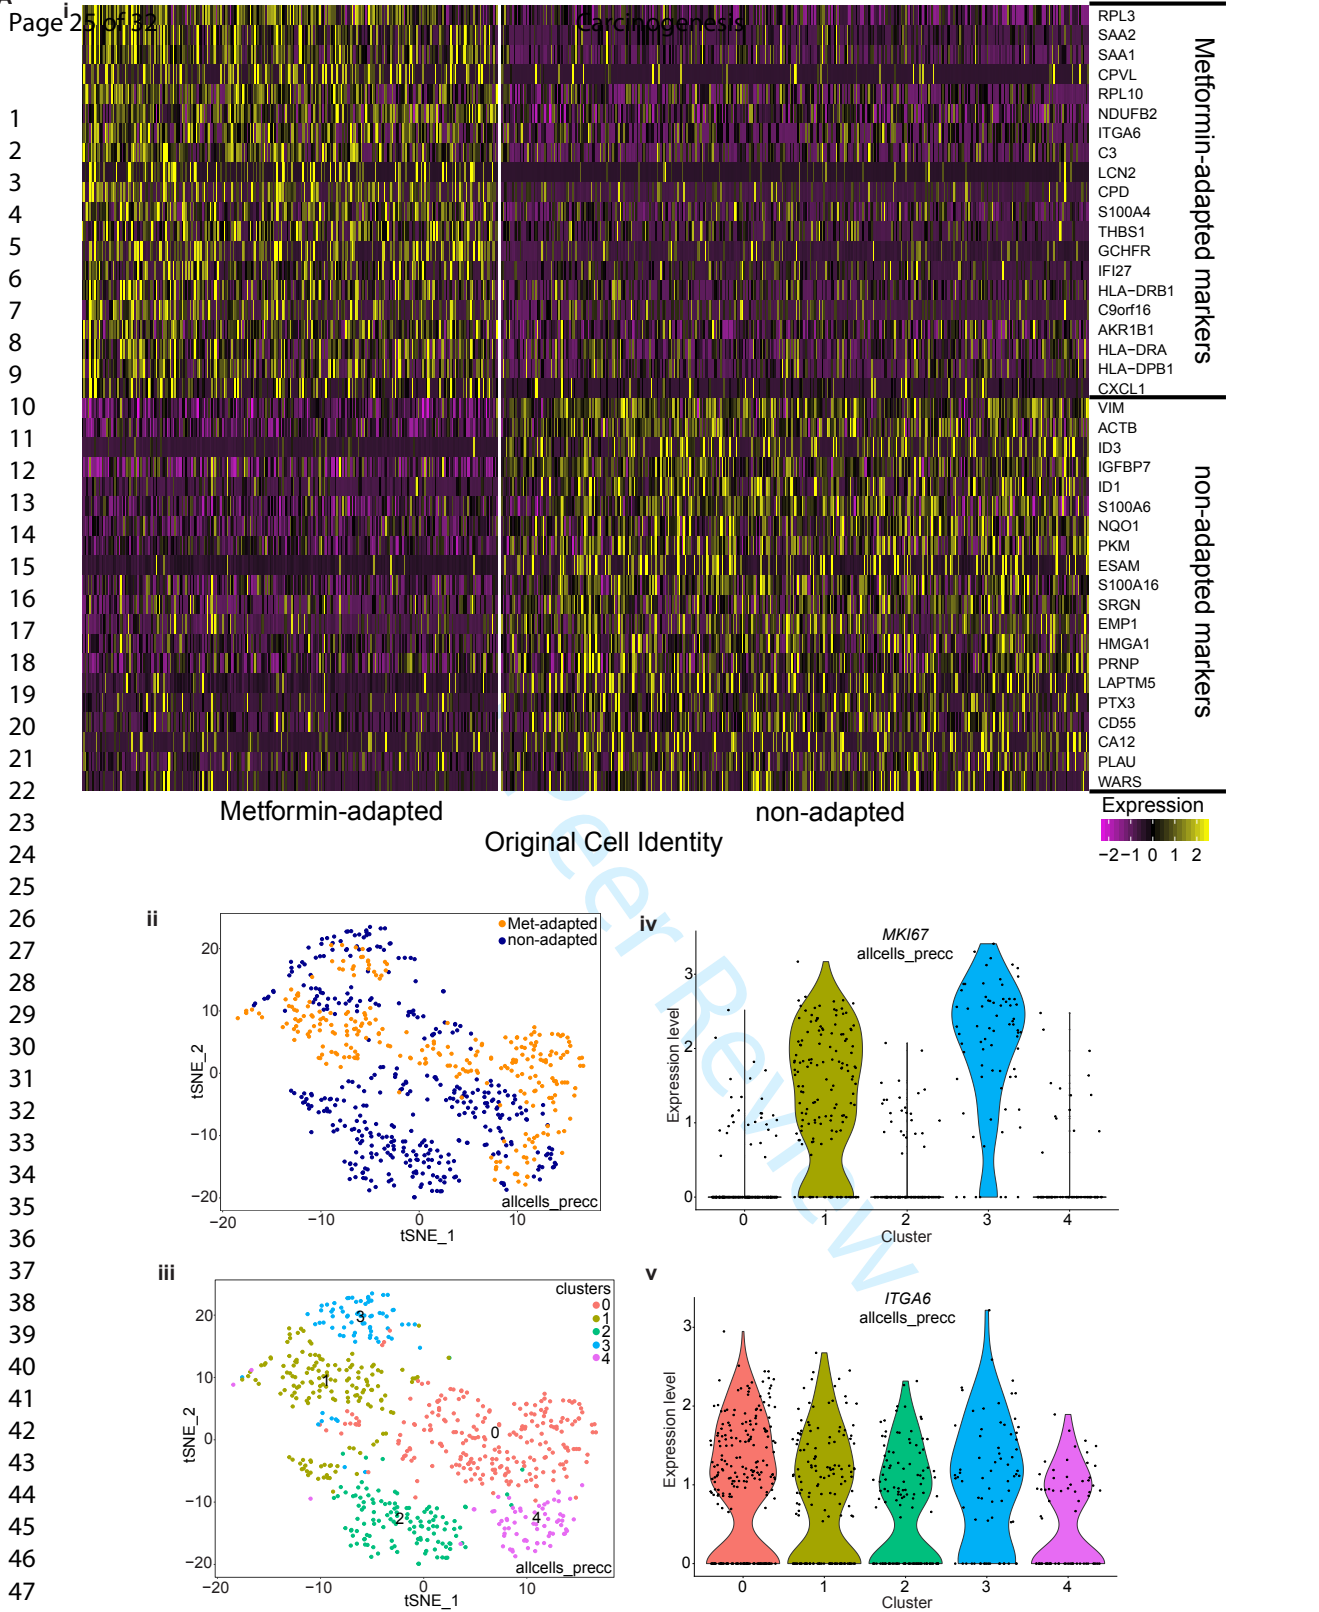 i
Page 25 of 32
Carcinogenesis
RPL3
SAA2
SAA1
CPVL
RPL10
NDUFB2
ITGA6
C3
LCN2
CPD
S100A4
THBS1
GCHFR
IFI27
HLA−DRB1
C9orf16
AKR1B1
HLA−DRA
HLA−DPB1
CXCL1
Metformin-adapted markers
VIM
ACTB
ID3
IGFBP7
ID1
S100A6
NQO1
PKM
ESAM
S100A16
SRGN
EMP1
HMGA1
PRNP
LAPTM5
PTX3
CD55
CA12
PLAU
WARS
non-adapted markers
1
2
3
4
5
6
7
8
9
10
11
12
13
14
15
16
17
18
19
20
21
22
23
24
25
26
27
28
29
30
31
32
33
34
35
36
37
38
39
40
41
42
43
44
45
46
47
Metformin-adapted
non-adapted
Original Cell Identity
Expression
−2 −1 0 1 2
Peer Review
ii
Met-adapted
non-adapted
20
10
0
−10
−20
tSNE_2
allcells_precc
−20 −10 0 10
tSNE_1
iv
MKI67
allcells_precc
3
2
1
0
Expression level
0 1 2 3 4
Cluster
iii
clusters
0
1
2
3
4
3
1
0
2
4
20
10
0
−10
−20
tSNE_2
allcells_precc
−20 −10 0 10
tSNE_1
v
ITGA6
allcells_precc
3
2
1
0
Expression level
0 1 2 3 4
Cluster